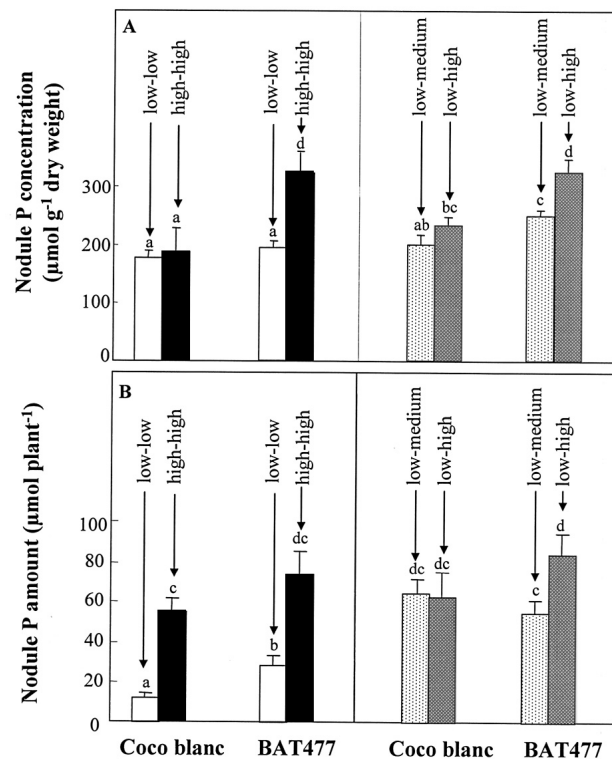 A
low-low
high-high
low-low
high-high
low-medium
low-high
low-medium
low-high
Nodule P concentration
(µmol g⁻¹ dry weight)
300
200
100
0
a
a
a
d
ab
bc
c
d
B
low-low
high-high
low-low
high-high
low-medium
low-high
low-medium
low-high
Nodule P amount (µmol plant⁻¹)
100
80
60
40
20
0
a
c
b
dc
dc
dc
c
d
Coco blanc
BAT477
Coco blanc
BAT477